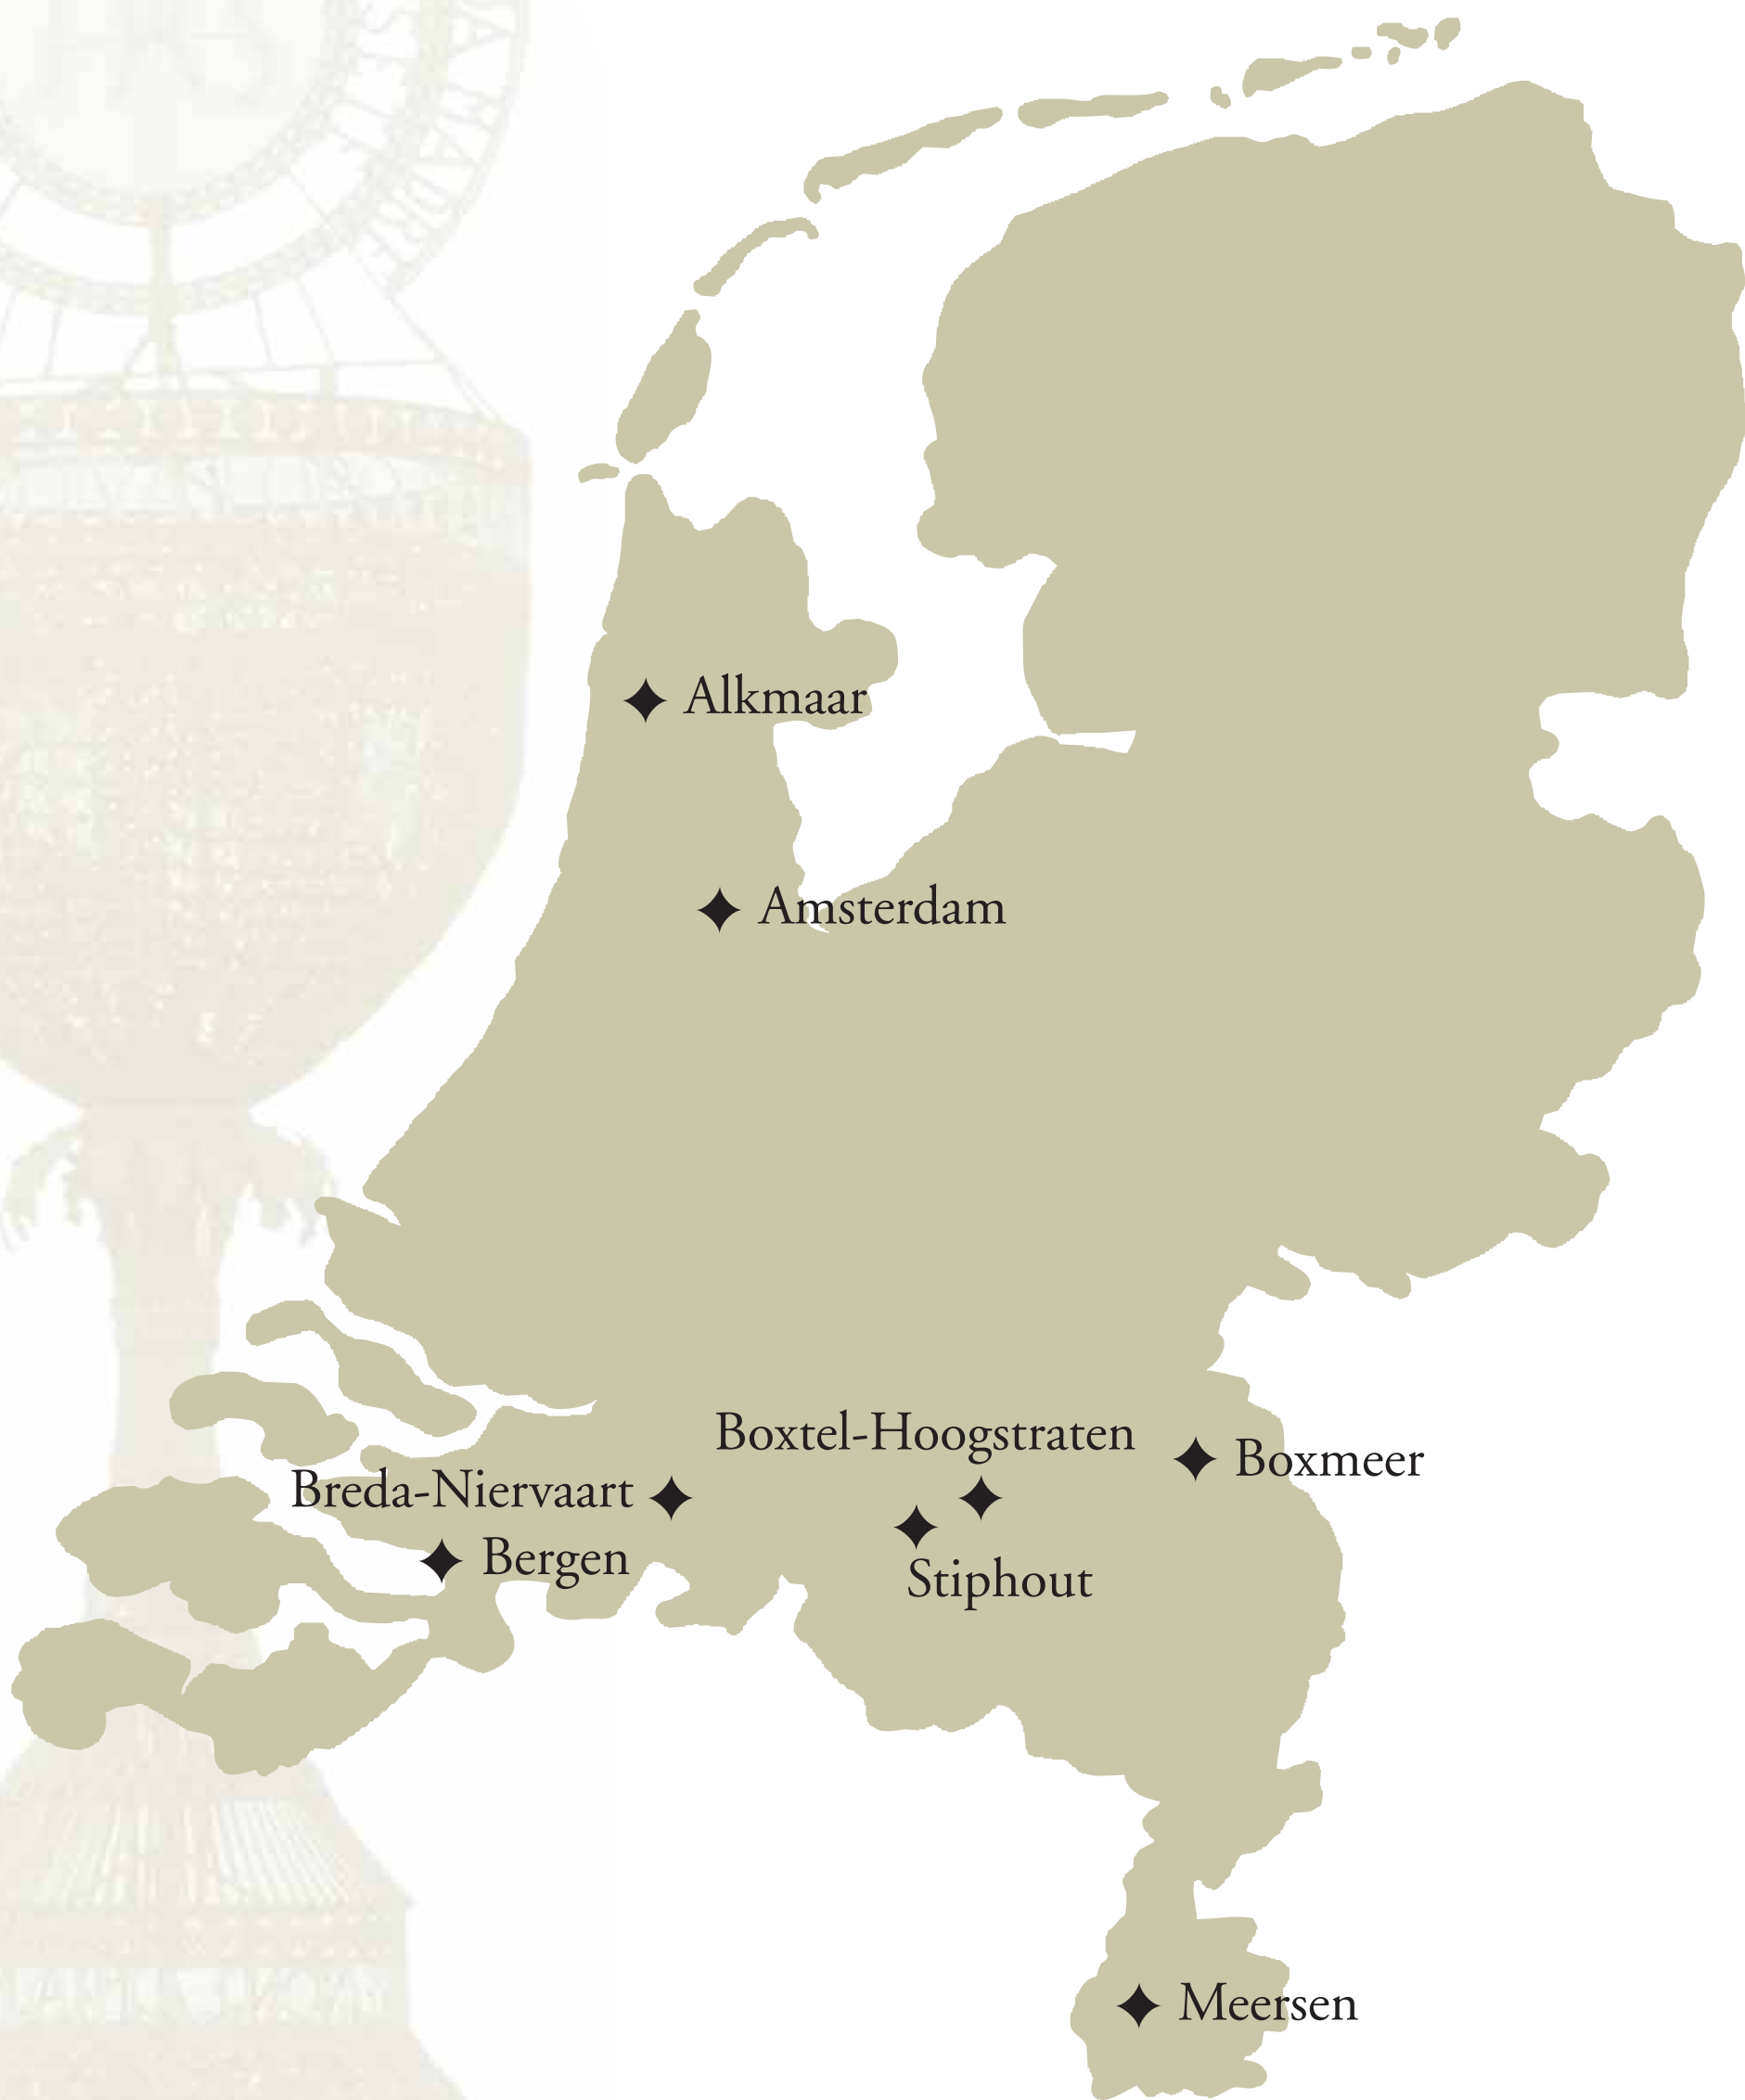 Alkmaar
Amsterdam
Boxtel-Hoogstraten
Boxmeer
Breda-Niervaart
Bergen
Stiphout
Meersen